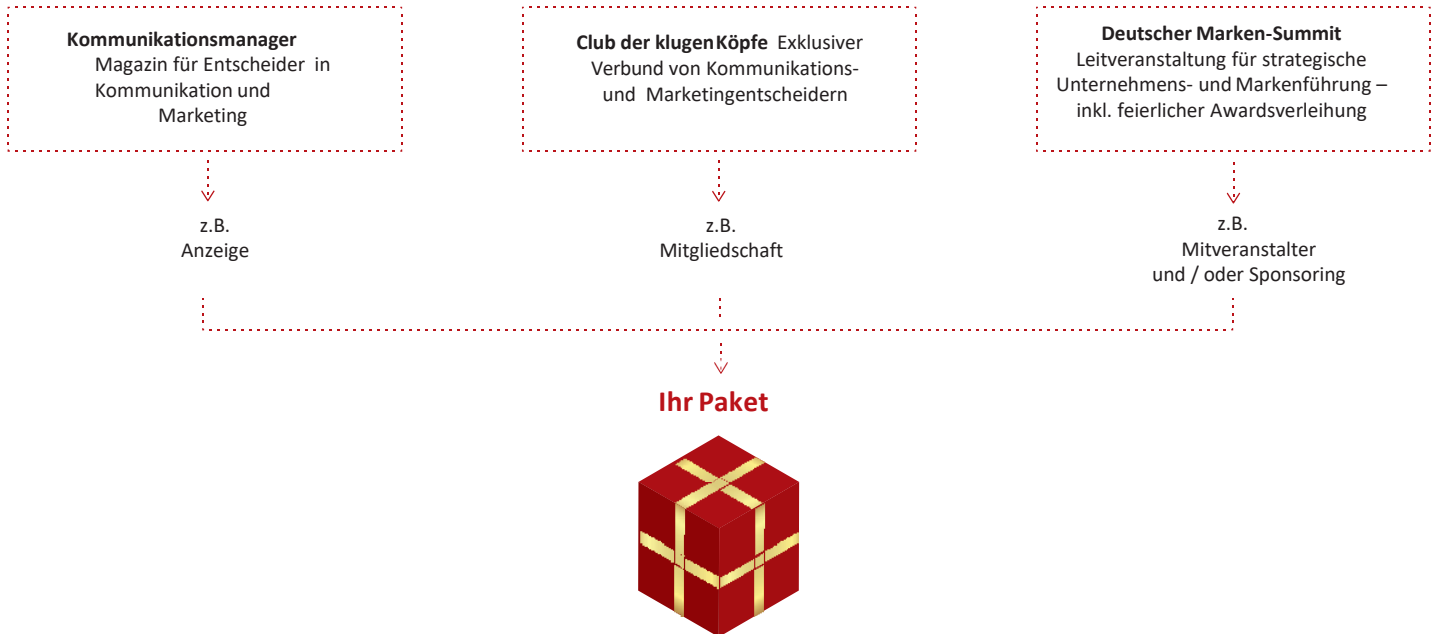 Kommunikationsmanager
Magazin für Entscheider in
Kommunikation und
Marketing
Club der klugen Köpfe Exklusiver
Verbund von Kommunikations-
und Marketingentscheidern
Deutscher Marken-Summit
Leitveranstaltung für strategische
Unternehmens- und Markenführung –
inkl. feierlicher Awardsverleihung
z.B.
Anzeige
z.B.
Mitgliedschaft
z.B.
Mitveranstalter
und / oder Sponsoring
Ihr Paket